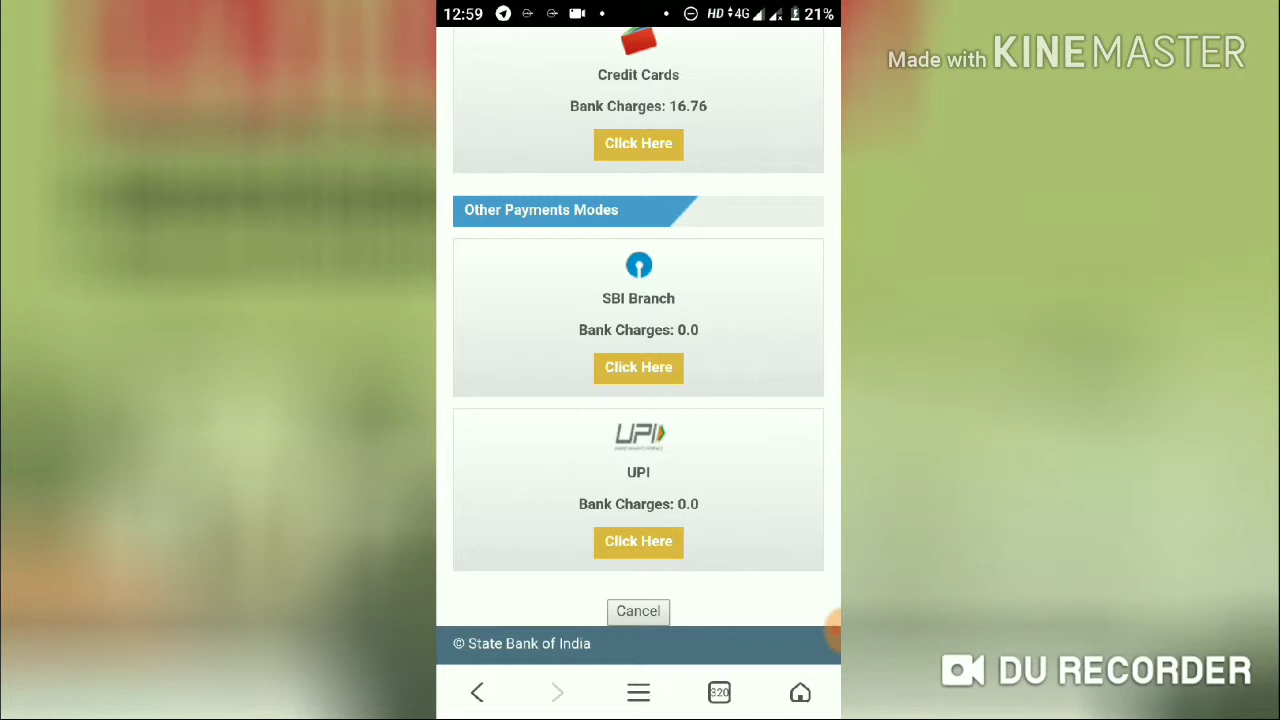 12:59
HD 4G 21%
Made with KINEMASTER
Credit Cards
Bank Charges: 16.76
Click Here
Other Payments Modes
SBI Branch
Bank Charges: 0.0
Click Here
UPI
UPI
Bank Charges: 0.0
Click Here
Cancel
© State Bank of India
320
DU RECORDER